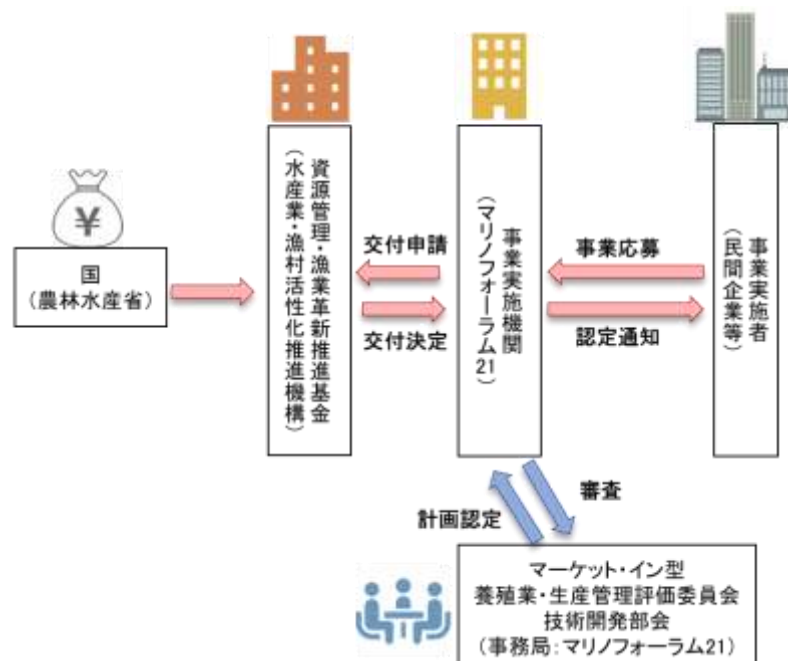 ¥
国
(農林水産省)
資源管理・漁業革新推進基金
(水産業・漁村活性化推進機構)
交付申請
交付決定
事業実施機関
(マリノフォーラム21)
事業応募
認定通知
事業実施者
(民間企業等)
計画認定
審査
マーケット・イン型
養殖業・生産管理評価委員会
技術開発部会
(事務局:マリノフォーラム21)